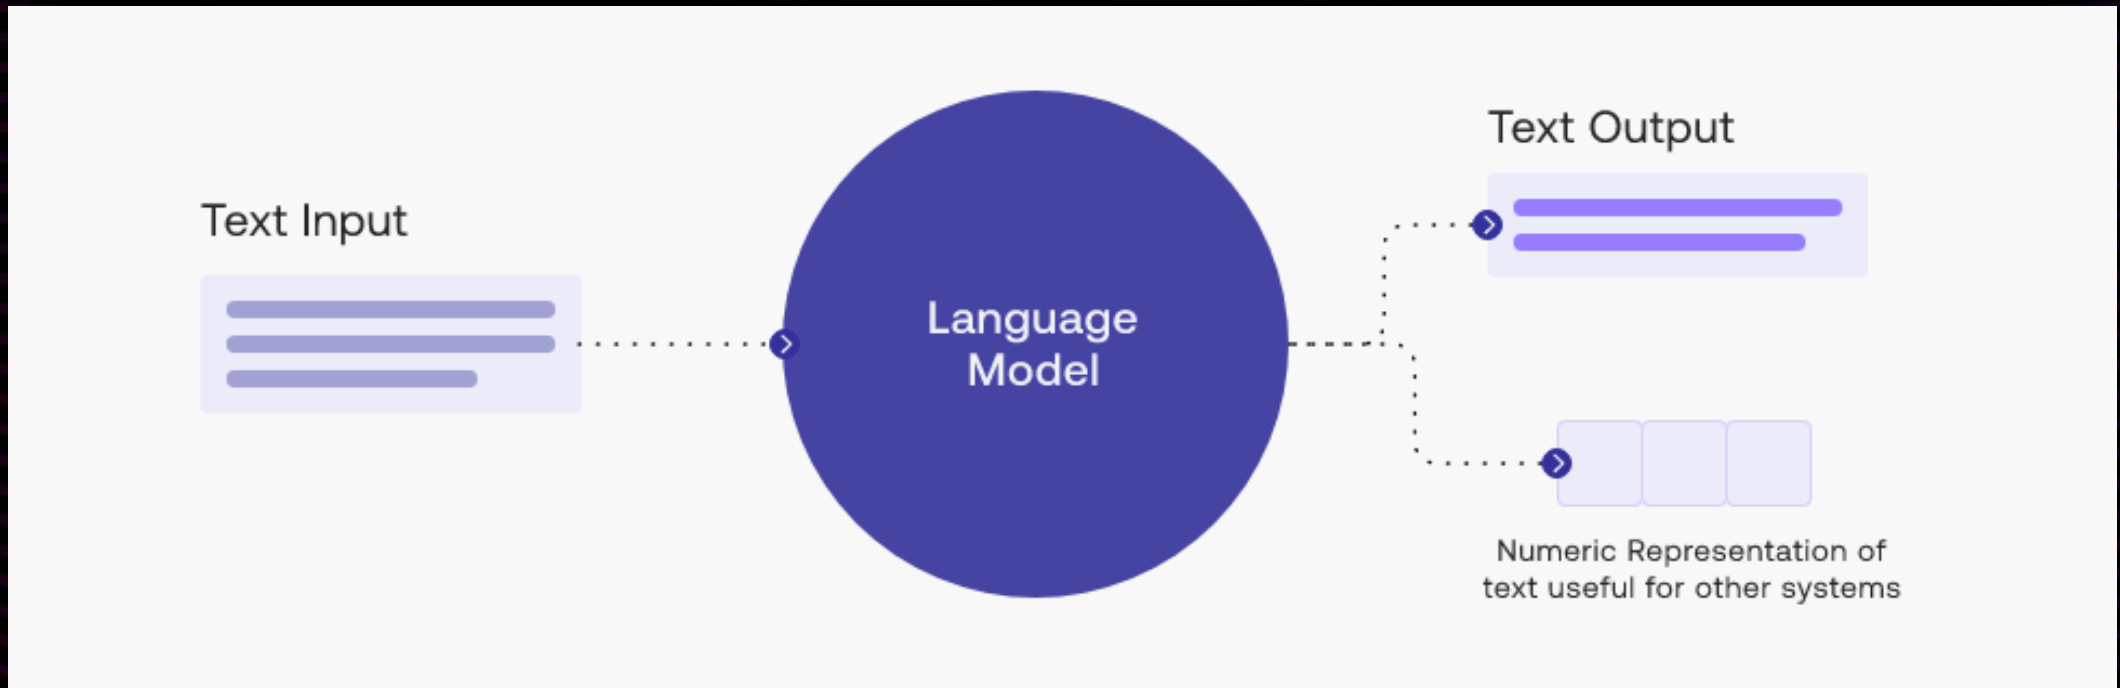 Text Input
Language
Model
Text Output
Numeric Representation of
text useful for other systems